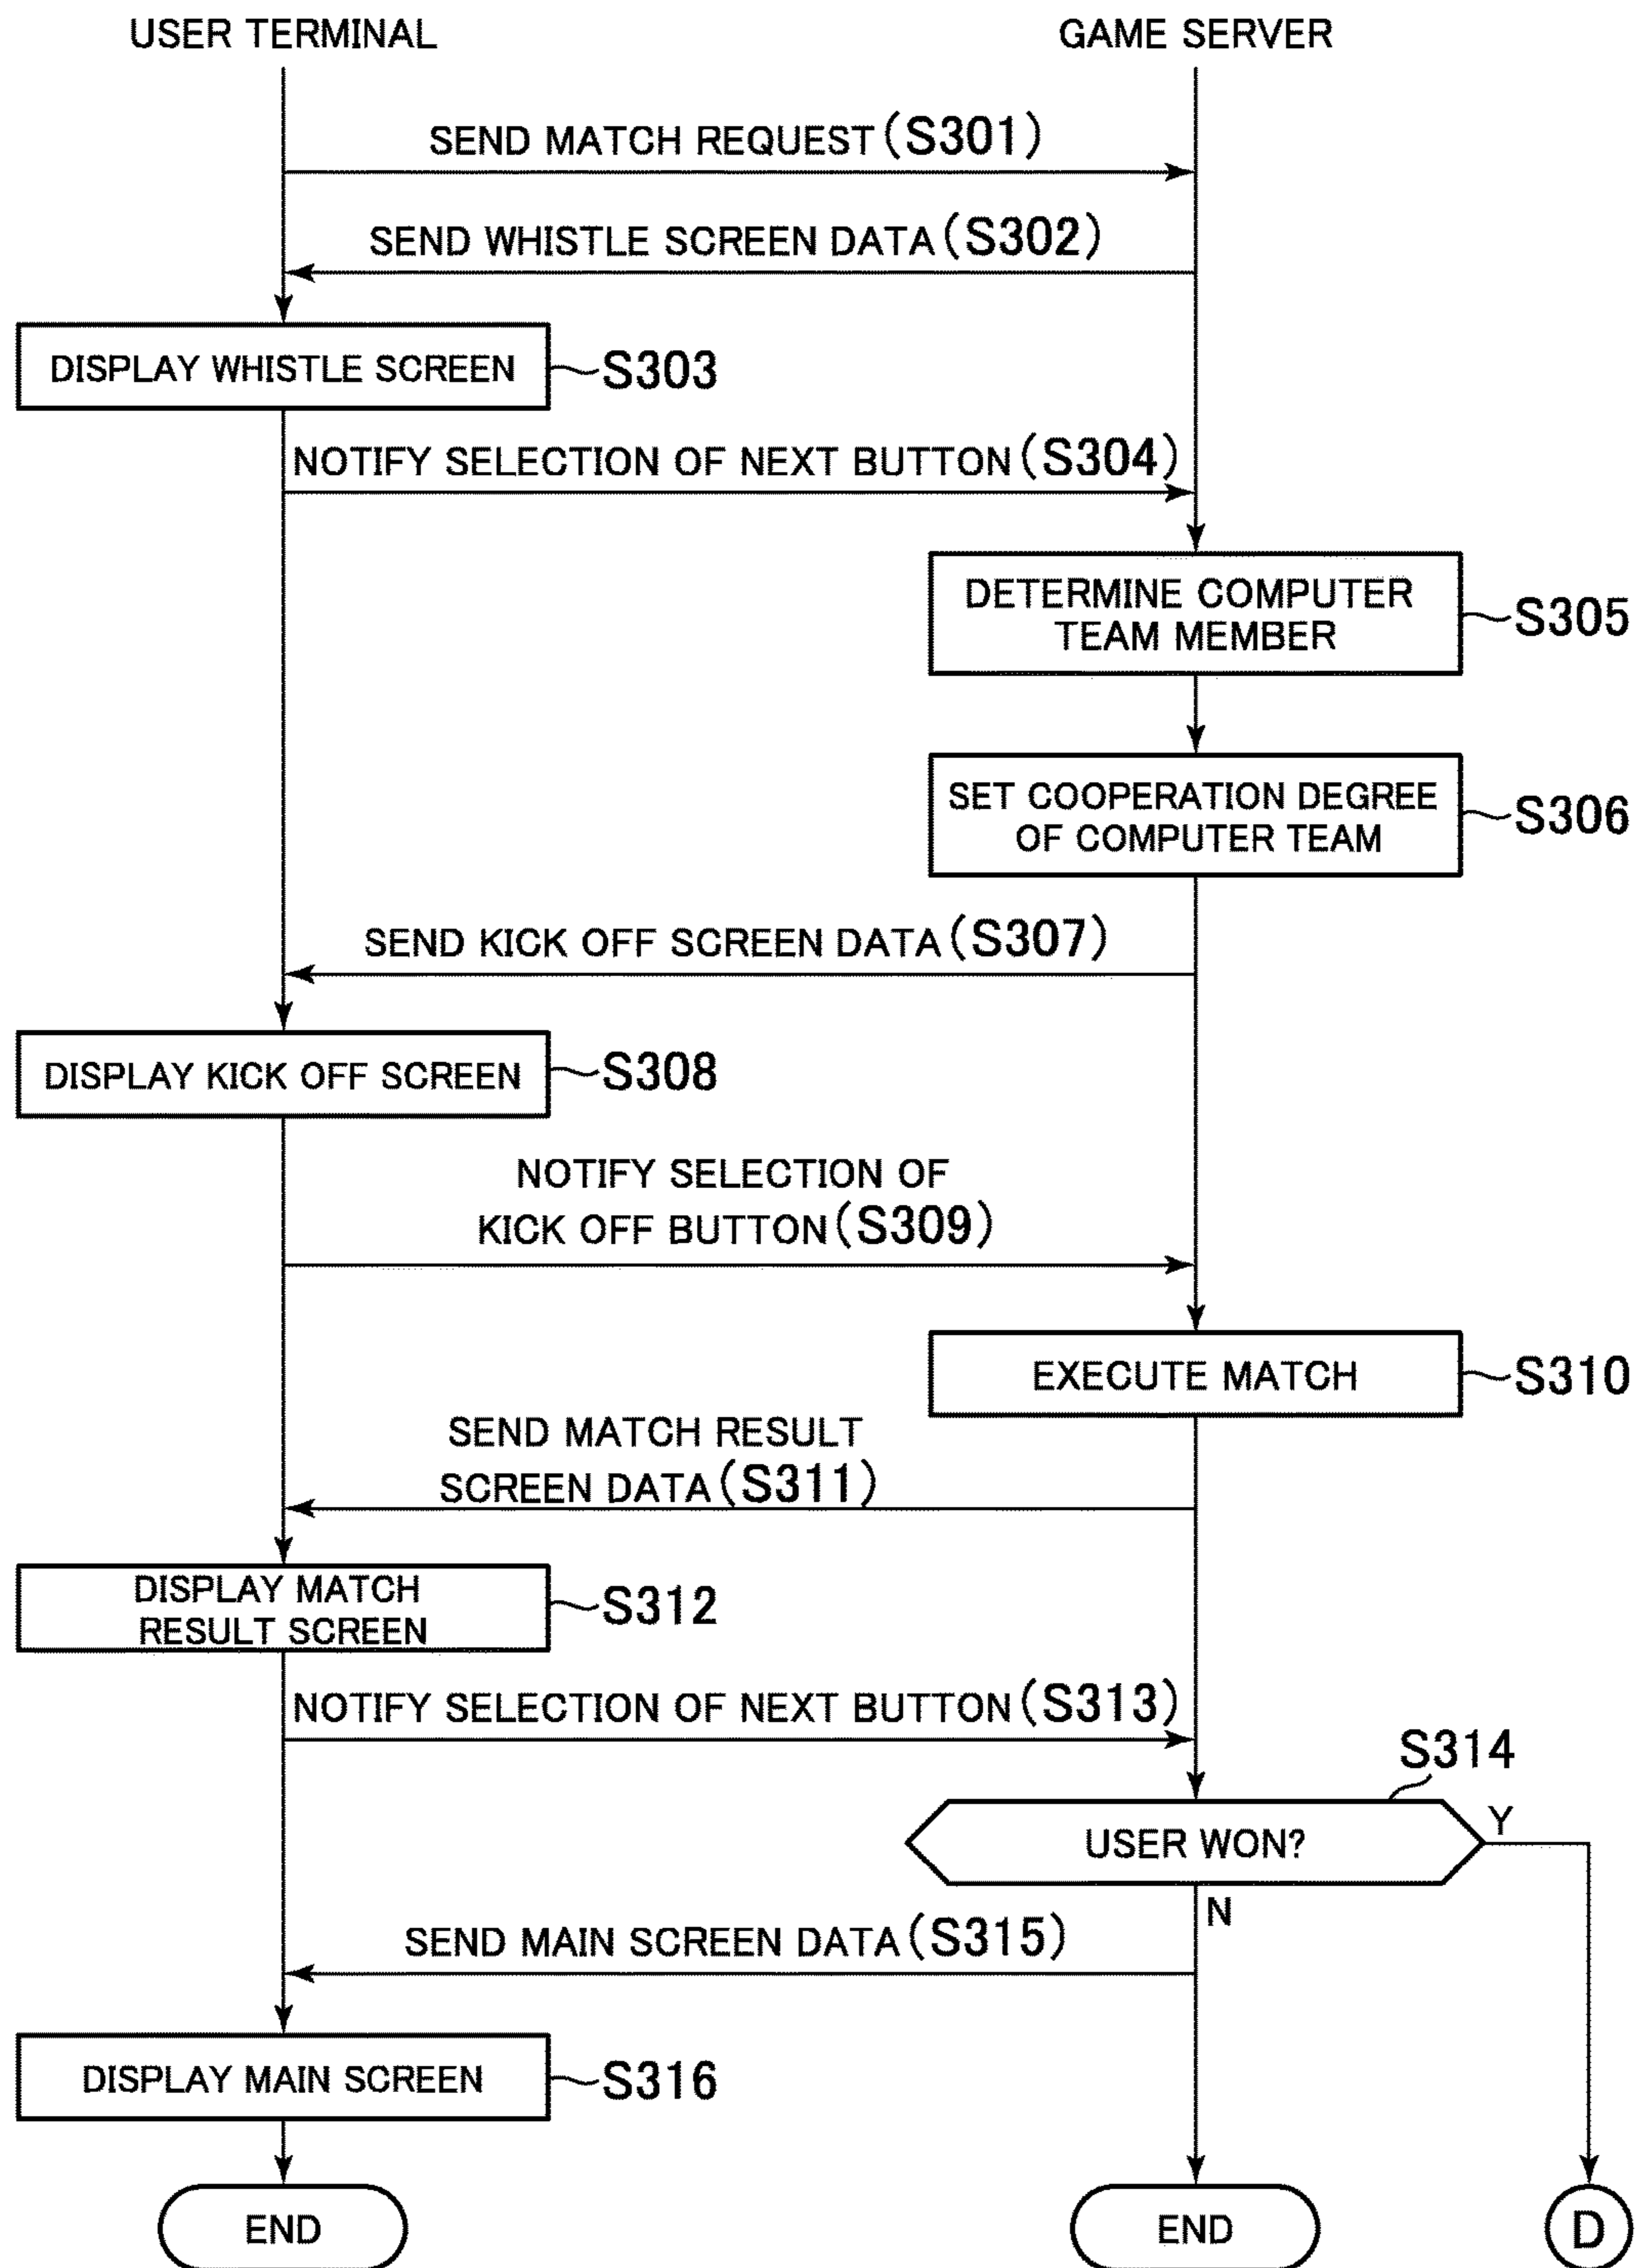 USER TERMINAL
GAME SERVER
SEND MATCH REQUEST(S301)
SEND WHISTLE SCREEN DATA(S302)
DISPLAY WHISTLE SCREEN
S303
NOTIFY SELECTION OF NEXT BUTTON(S304)
DETERMINE COMPUTER
TEAM MEMBER
S305
SET COOPERATION DEGREE
OF COMPUTER TEAM
S306
SEND KICK OFF SCREEN DATA(S307)
DISPLAY KICK OFF SCREEN
S308
NOTIFY SELECTION OF
KICK OFF BUTTON(S309)
EXECUTE MATCH
S310
SEND MATCH RESULT
SCREEN DATA(S311)
DISPLAY MATCH
RESULT SCREEN
S312
NOTIFY SELECTION OF NEXT BUTTON(S313)
S314
USER WON?
Y
N
SEND MAIN SCREEN DATA(S315)
DISPLAY MAIN SCREEN
S316
END
END
D